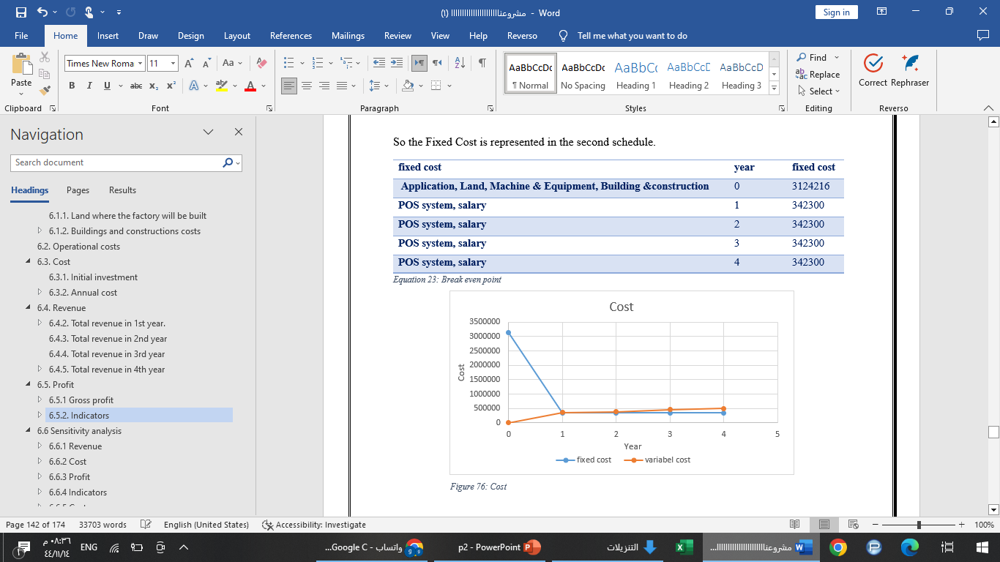 مشروعنااااااااااااااااااااا (١) - Word
Sign in
File Home Insert Draw Design Layout References Mailings Review View Help Reverso Tell me what you want to do
Paste
Times New Roma 11
Aa
B I U abc x₂ x² A ab A
AaBbCcDc AaBbCcDc AaBbCc AaBbCcE AaBbCcD
¶ Normal No Spacing Heading 1 Heading 2 Heading 3
Find
Replace
Select
Correct Rephraser
Clipboard Font Paragraph Styles Editing Reverso
Navigation
Search document
Headings Pages Results
6.1.1. Land where the factory will be built
6.1.2. Buildings and constructions costs
6.2. Operational costs
6.3. Cost
6.3.1. Initial investment
6.3.2. Annual cost
6.4. Revenue
6.4.2. Total revenue in 1st year.
6.4.3. Total revenue in 2nd year
6.4.4. Total revenue in 3rd year
6.4.5. Total revenue in 4th year
6.5. Profit
6.5.1 Gross profit
6.5.2. Indicators
6.6 Sensitivity analysis
6.6.1 Revenue
6.6.2 Cost
6.6.3 Profit
6.6.4 Indicators
So the Fixed Cost is represented in the second schedule.
fixed cost year fixed cost
Application, Land, Machine & Equipment, Building &construction 0 3124216
POS system, salary 1 342300
POS system, salary 2 342300
POS system, salary 3 342300
POS system, salary 4 342300
Equation 23: Break even point
Cost
3500000
3000000
2500000
2000000
1500000
1000000
500000
0
Cost
0 1 2 3 4 5
Year
fixed cost variabel cost
Figure 76: Cost
Page 142 of 174 33703 words English (United States) Accessibility: Investigate 100%
٠٨:٣٦ م
٤٤/١١/١٤
ENG
واتساب - Google C...
p2 - PowerPoint
التنزيلات
مشروعناااااااااااااااااااا...